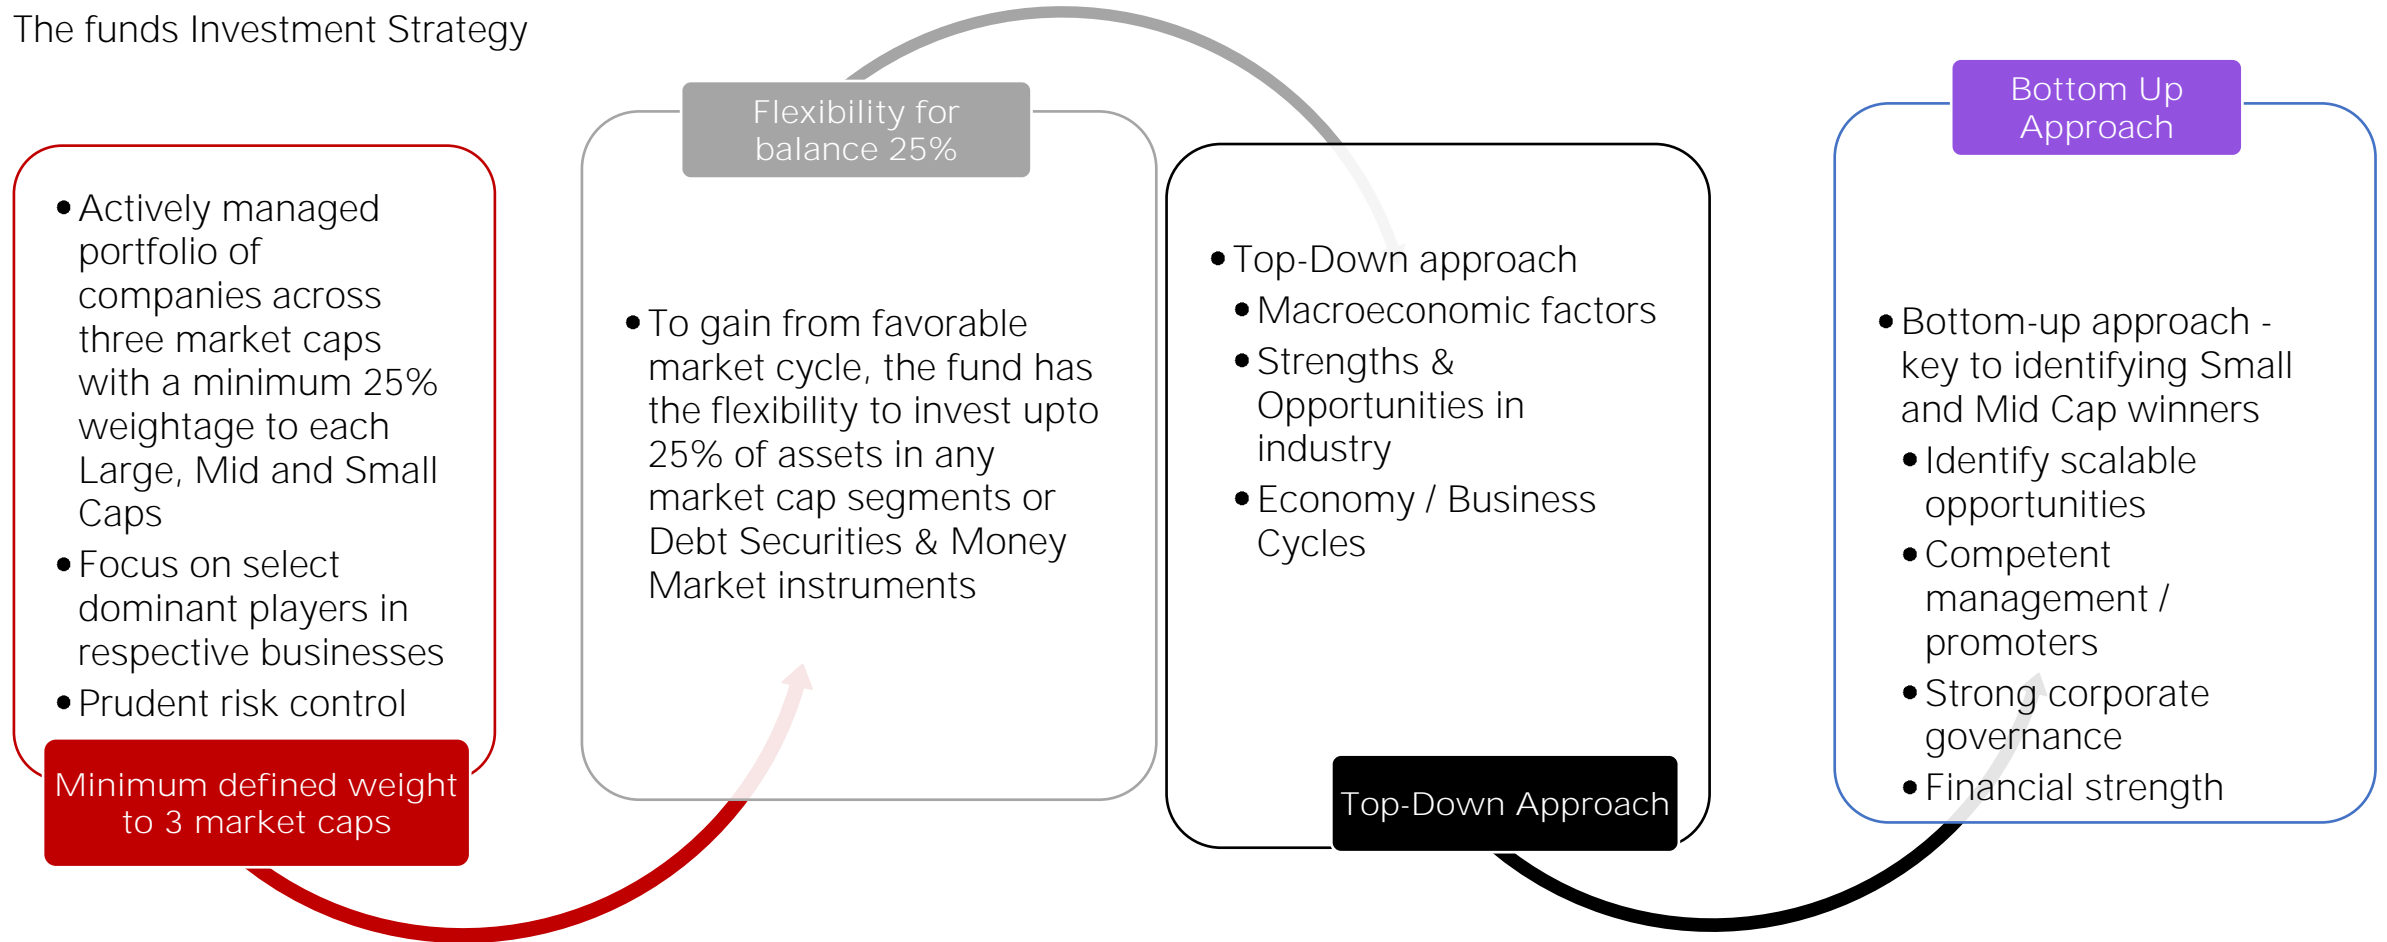 The funds Investment Strategy
• Actively managed
portfolio of
companies across
three market caps
with a minimum 25%
weightage to each
Large, Mid and Small
Caps
• Focus on select
dominant players in
respective businesses
• Prudent risk control
Minimum defined weight
to 3 market caps
Flexibility for
balance 25%
• To gain from favorable
market cycle, the fund has
the flexibility to invest upto
25% of assets in any
market cap segments or
Debt Securities & Money
Market instruments
• Top-Down approach
• Macroeconomic factors
• Strengths &
Opportunities in
industry
• Economy / Business
Cycles
Top-Down Approach
Bottom Up
Approach
• Bottom-up approach -
key to identifying Small
and Mid Cap winners
• Identify scalable
opportunities
• Competent
management /
promoters
• Strong corporate
governance
• Financial strength